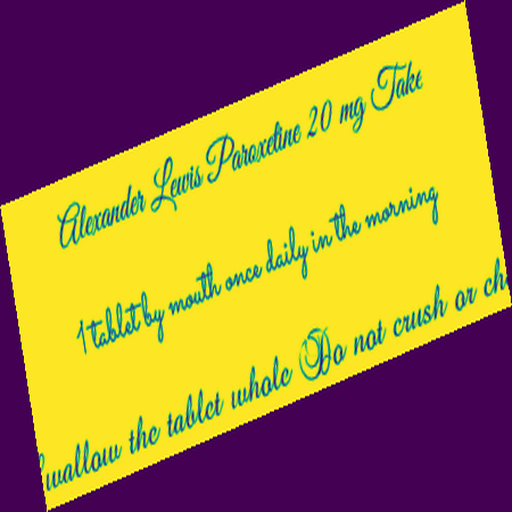 Alexander Lewis Paroxetine 20 mg Take
1 tablet by mouth once daily in the morning
Swallow the tablet whole Do not crush or